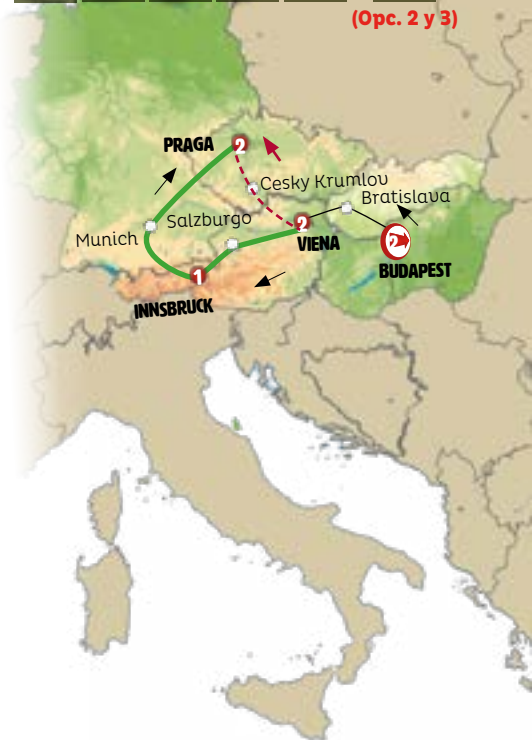 (Opc. 2 y 3)
PRAGA 2
Cesky Krumlov
Bratislava
Salzburgo
Munich
2
VIENA
2
BUDAPEST
1
INNSBRUCK